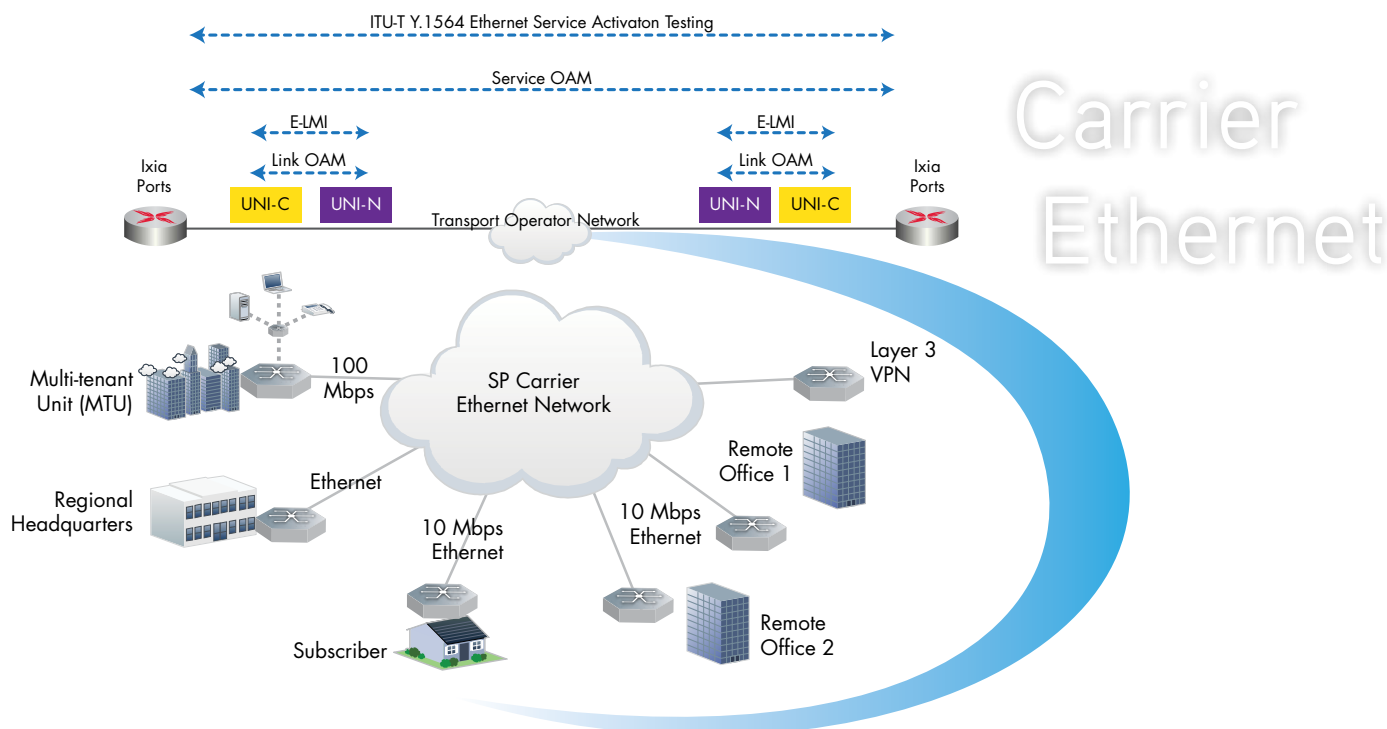 ITU-T Y.1564 Ethernet Service Activaton Testing
Service OAM
E-LMI
E-LMI
Link OAM
Link OAM
Ixia
Ports
Ixia
Ports
UNI-C
UNI-N
UNI-N
UNI-C
Transport Operator Network
Carrier
Ethernet
Multi-tenant
Unit (MTU)
100
Mbps
SP Carrier
Ethernet Network
Layer 3
VPN
Remote
Office 1
Regional
Headquarters
Ethernet
10 Mbps
Ethernet
10 Mbps
Ethernet
Subscriber
Remote
Office 2